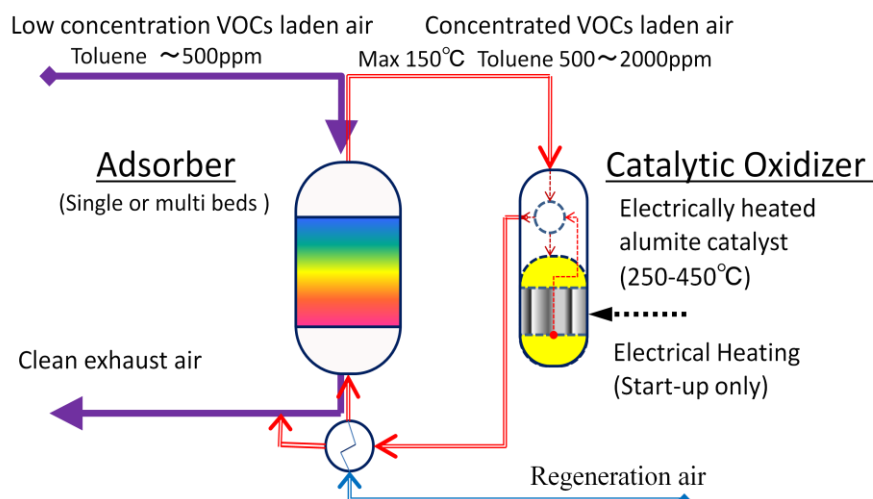 Low concentration VOCs laden air
Toluene ～500ppm
Concentrated VOCs laden air
Max 150℃ Toluene 500～2000ppm
Adsorber
(Single or multi beds )
Catalytic Oxidizer
Electrically heated
alumite catalyst
(250-450℃)
Clean exhaust air
Electrical Heating
(Start-up only)
Regeneration air